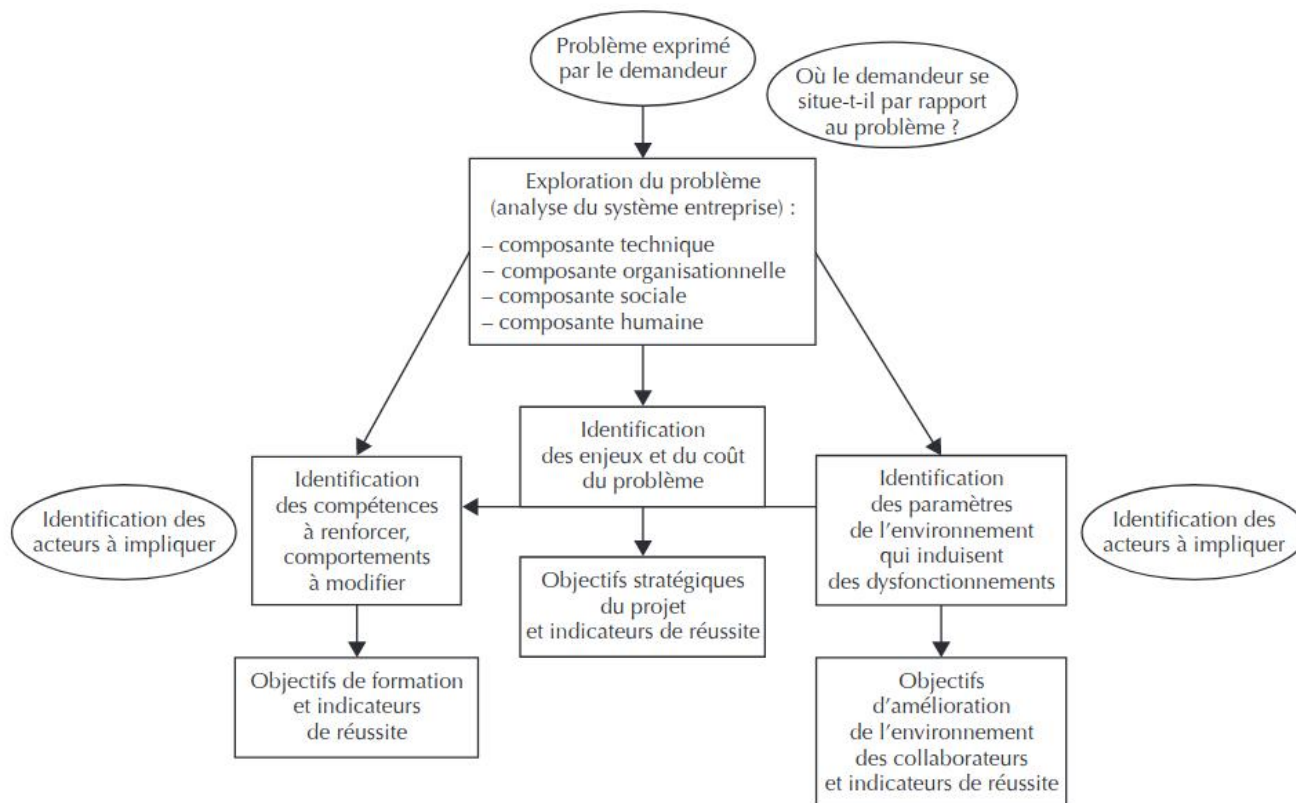 Problème exprimé
par le demandeur
Où le demandeur se
situe-t-il par rapport
au problème ?
Exploration du problème
(analyse du système entreprise) :
– composante technique
– composante organisationnelle
– composante sociale
– composante humaine
Identification
des enjeux et du coût
du problème
Identification des
acteurs à impliquer
Identification
des compétences
à renforcer,
comportements
à modifier
Identification
des paramètres
de l’environnement
qui induisent
des dysfonctionnements
Identification des
acteurs à impliquer
Objectifs stratégiques
du projet
et indicateurs de réussite
Objectifs de formation
et indicateurs
de réussite
Objectifs
d’amélioration
de l’environnement
des collaborateurs
et indicateurs de réussite